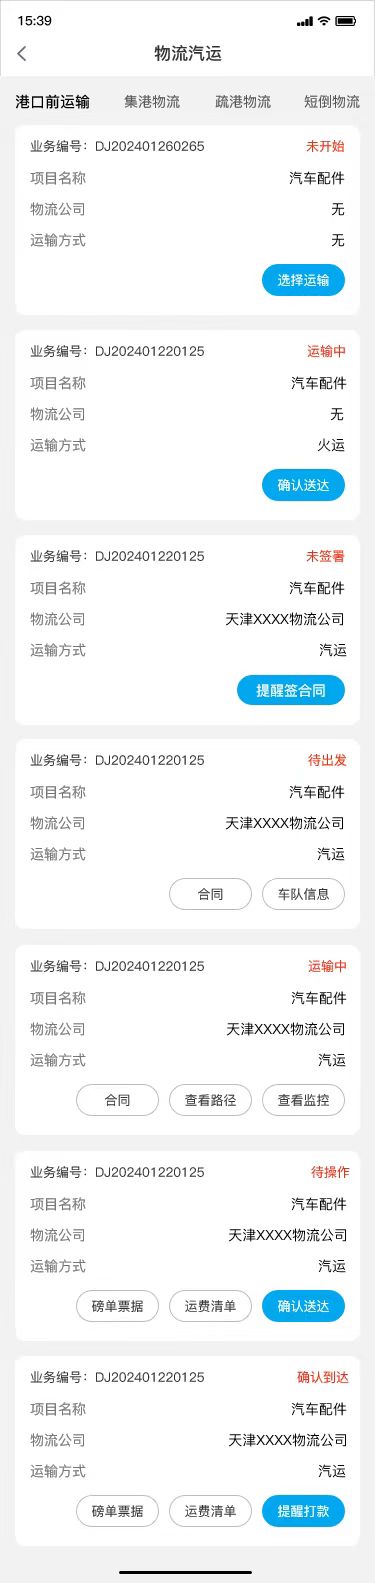 15:39
物流汽运
港口前运输 集港物流 疏港物流 短倒物流
业务编号：DJ202401260265 未开始
项目名称 汽车配件
物流公司 无
运输方式 无
选择运输
业务编号：DJ202401220125 运输中
项目名称 汽车配件
物流公司 无
运输方式 火运
确认送达
业务编号：DJ202401220125 未签署
项目名称 汽车配件
物流公司 天津XXXX物流公司
运输方式 汽运
提醒签合同
业务编号：DJ202401220125 待出发
项目名称 汽车配件
物流公司 天津XXXX物流公司
运输方式 汽运
合同 车队信息
业务编号：DJ202401220125 运输中
项目名称 汽车配件
物流公司 天津XXXX物流公司
运输方式 汽运
合同 查看路径 查看监控
业务编号：DJ202401220125 待操作
项目名称 汽车配件
物流公司 天津XXXX物流公司
运输方式 汽运
磅单票据 运费清单 确认送达
业务编号：DJ202401220125 确认到达
项目名称 汽车配件
物流公司 天津XXXX物流公司
运输方式 汽运
磅单票据 运费清单 提醒打款